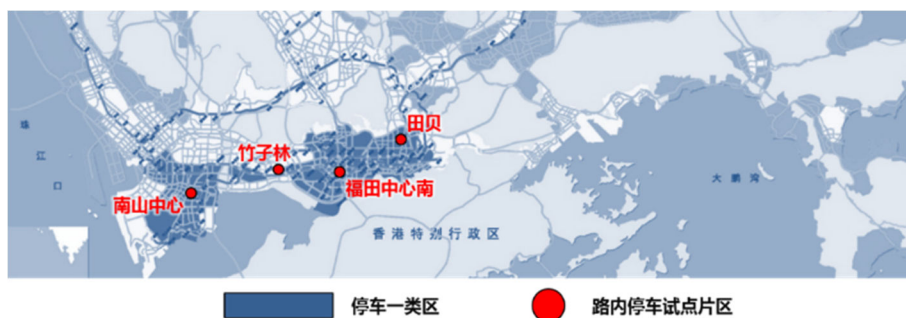 田贝
竹子林
福田中心南
南山中心
珠江口
大鹏湾
香港特别行政区
停车一类区
路内停车试点片区